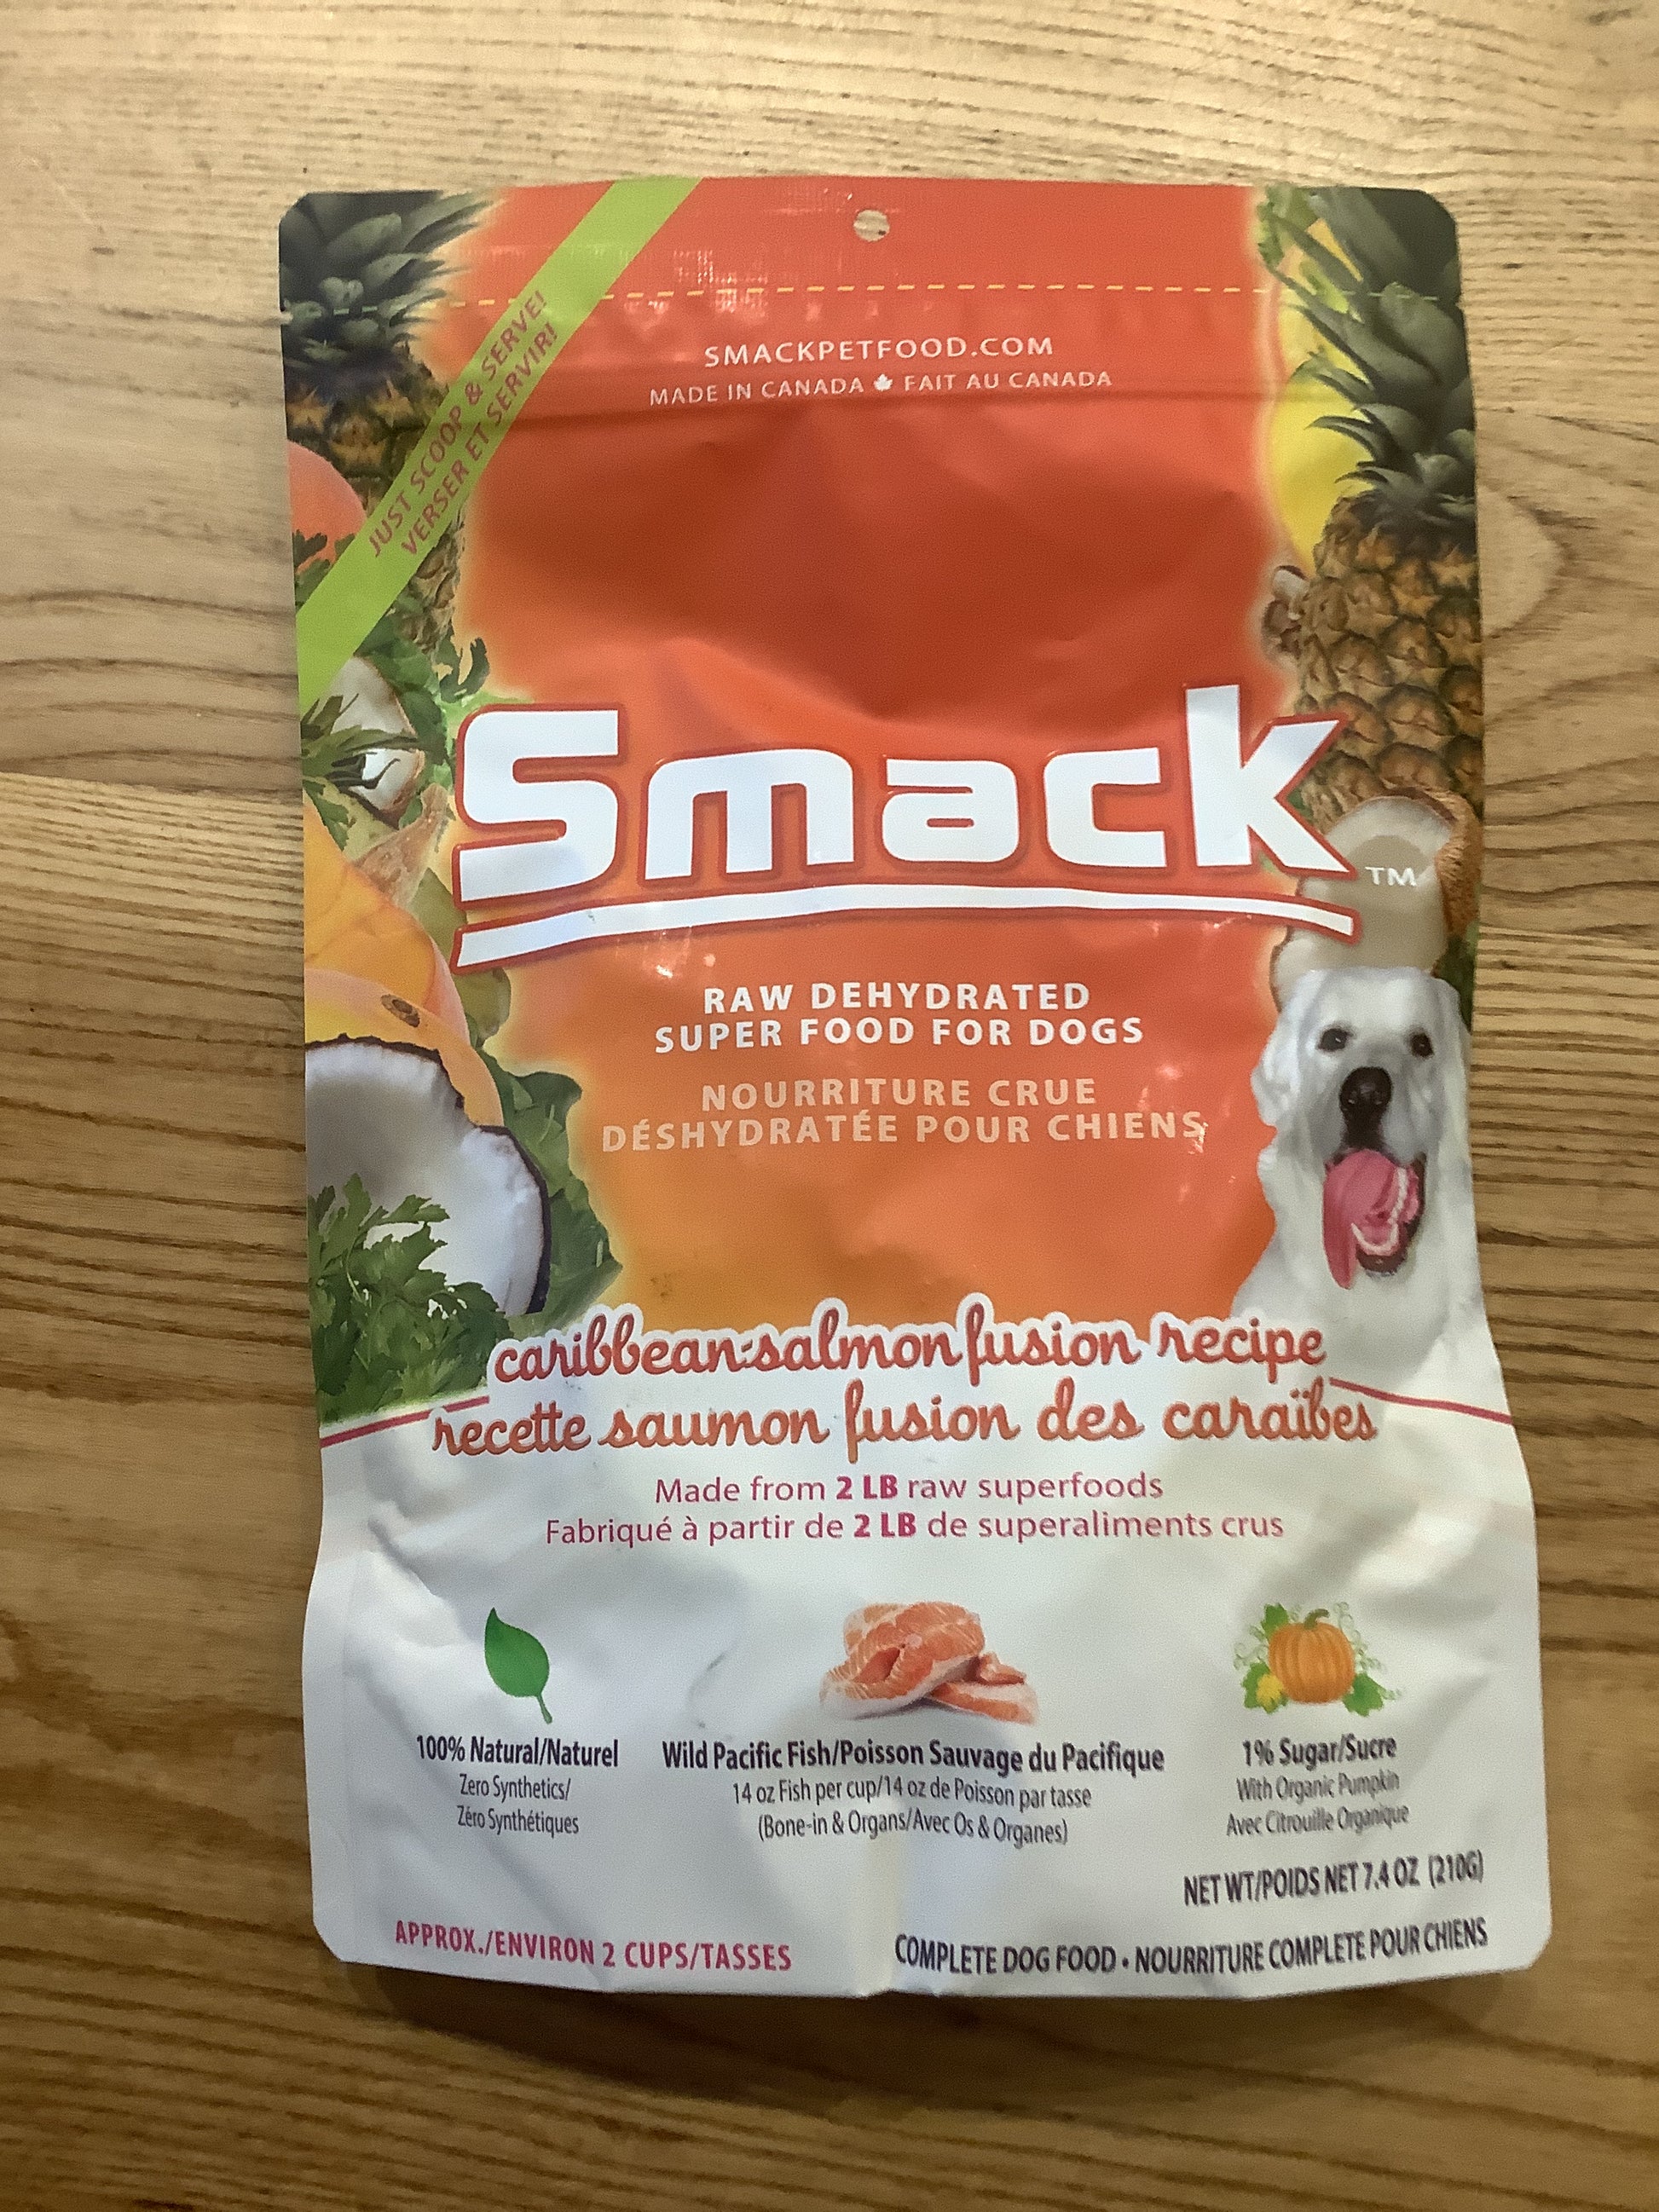 JUST SCOOP & SERVE!
VERSER ET SERVIR!
SMACKPETFOOD.COM
MADE IN CANADA FAIT AU CANADA
Smack™
RAW DEHYDRATED
SUPER FOOD FOR DOGS
NOURRITURE CRUE
DÉSHYDRATÉE POUR CHIENS
caribbean-salmon fusion recipe
recette saumon fusion des caraïbes
Made from 2 LB raw superfoods
Fabriqué à partir de 2 LB de superaliments crus
100% Natural/Naturel
Zero Synthetics/
Zéro Synthétiques
Wild Pacific Fish/Poisson Sauvage du Pacifique
14 oz Fish per cup/14 oz de Poisson par tasse
(Bone-in & Organs/Avec Os & Organes)
1% Sugar/Sucre
With Organic Pumpkin
Avec Citrouille Organique
NET WT/POIDS NET 7.4 OZ (210G)
APPROX./ENVIRON 2 CUPS/TASSES
COMPLETE DOG FOOD • NOURRITURE COMPLETE POUR CHIENS